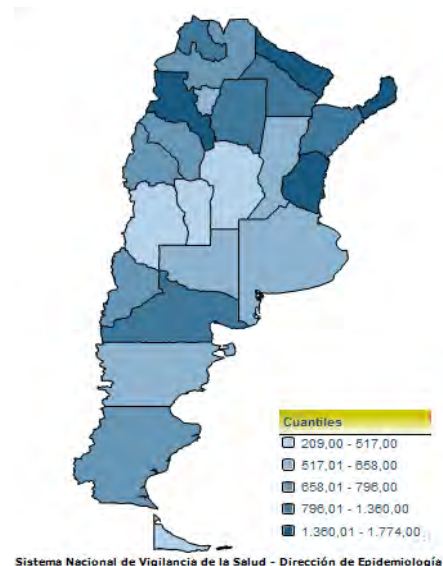 Cuantiles
209,00 - 517,00
517,01 - 658,00
658,01 - 796,00
796,01 - 1.360,00
1.360,01 - 1.774,00
Sistema Nacional de Vigilancia de la Salud - Dirección de Epidemiología